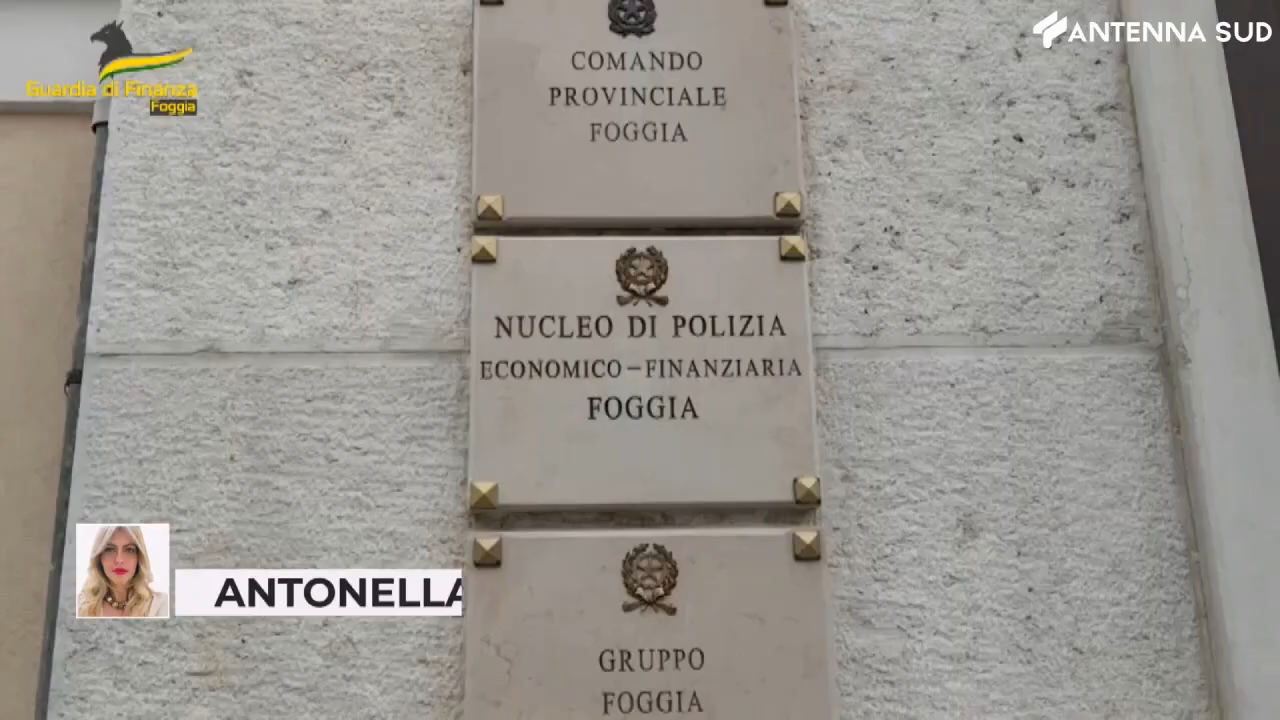 ANTENNA SUD
Guardia di Finanza
Foggia
COMANDO
PROVINCIALE
FOGGIA
NUCLEO DI POLIZIA
ECONOMICO-FINANZIARIA
FOGGIA
ANTONELLA
GRUPPO
FOGGIA